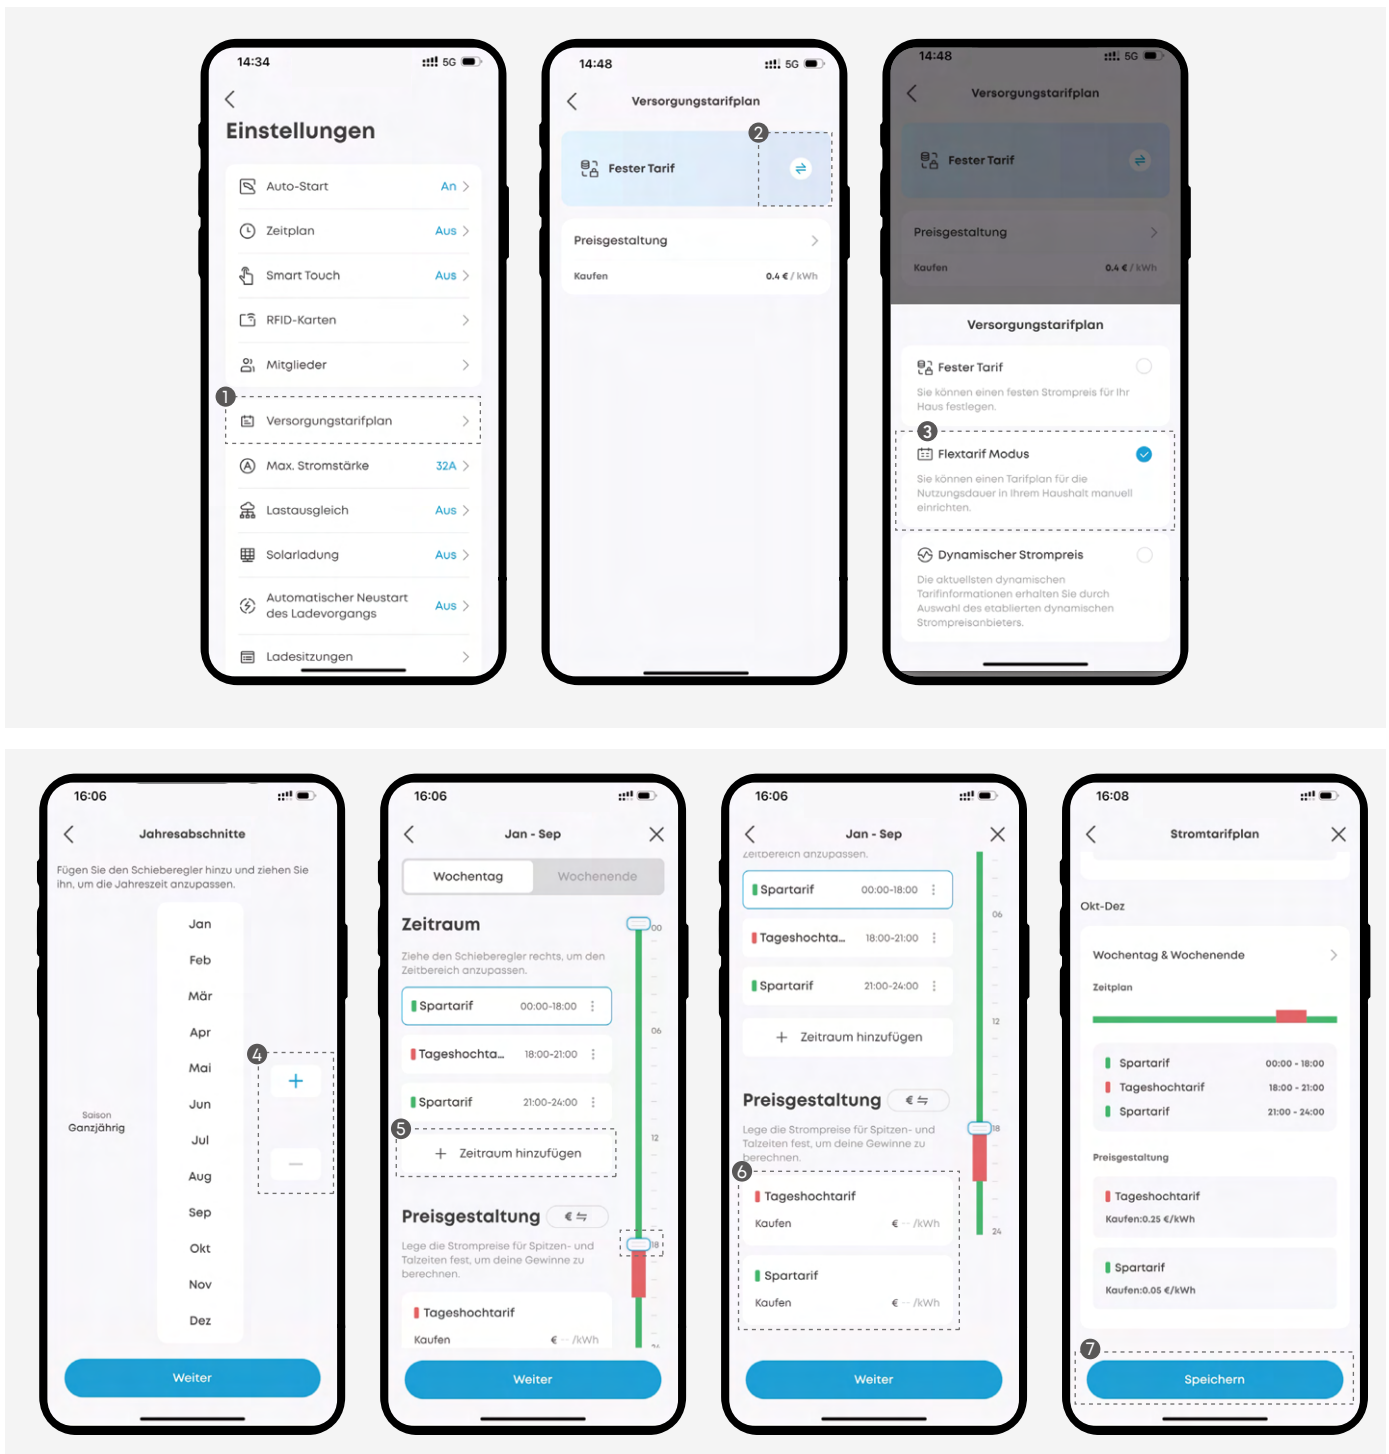 14:34
5G
Einstellungen
Auto-Start An
Zeitplan Aus
Smart Touch Aus
RFID-Karten
Mitglieder
1
Versorgungstarifplan
Max. Stromstärke 32A
Lastausgleich Aus
Solarladung Aus
Automatischer Neustart
des Ladevorgangs Aus
Ladesitzungen
14:48
5G
Versorgungstarifplan
2
Fester Tarif
Preisgestaltung
Kaufen 0.4 € / kWh
14:48
5G
Versorgungstarifplan
Fester Tarif
Preisgestaltung
Kaufen 0.4 € / kWh
Versorgungstarifplan
Fester Tarif
Sie können einen festen Strompreis für Ihr
Haus festlegen.
3
Flextarif Modus
Sie können einen Tarifplan für die
Nutzungsdauer in Ihrem Haushalt manuell
einrichten.
Dynamischer Strompreis
Die aktuellsten dynamischen
Tarifinformationen erhalten Sie durch
Auswahl des etablierten dynamischen
Strompreisanbieters.
16:06
Jahresabschnitte
Fügen Sie den Schieberegler hinzu und ziehen Sie
ihn, um die Jahreszeit anzupassen.
Jan
Feb
Mär
Apr
Mai
Jun
Jul
Aug
Sep
Okt
Nov
Dez
Saison
Ganzjährig
4
+
−
Weiter
16:06
Jan - Sep
Wochentag Wochenende
Zeitraum
Ziehe den Schieberegler rechts, um den
Zeitbereich anzupassen.
Spartarif 00:00-18:00
Tageshochta... 18:00-21:00
Spartarif 21:00-24:00
5
+ Zeitraum hinzufügen
Preisgestaltung €
Lege die Strompreise für Spitzen- und
Talzeiten fest, um deine Gewinne zu
berechnen.
Tageshochtarif
Kaufen € -- /kWh
00
06
12
18
24
Weiter
16:06
Jan - Sep
Zeitbereich anzupassen.
Spartarif 00:00-18:00
Tageshochta... 18:00-21:00
Spartarif 21:00-24:00
+ Zeitraum hinzufügen
Preisgestaltung €
Lege die Strompreise für Spitzen- und
Talzeiten fest, um deine Gewinne zu
berechnen.
6
Tageshochtarif
Kaufen € -- /kWh
Spartarif
Kaufen € -- /kWh
06
12
18
24
Weiter
16:08
Stromtarifplan
Okt-Dez
Wochentag & Wochenende
Zeitplan
Spartarif 00:00 - 18:00
Tageshochtarif 18:00 - 21:00
Spartarif 21:00 - 24:00
Preisgestaltung
Tageshochtarif
Kaufen:0.25 €/kWh
Spartarif
Kaufen:0.05 €/kWh
7
Speichern